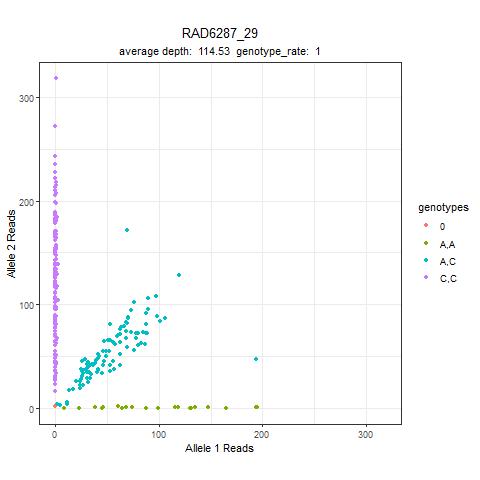 RAD6287_29
average depth:  114.53  genotype_rate:  1
300
200
100
0
Allele 2 Reads
0 100 200 300
Allele 1 Reads
genotypes
0
A,A
A,C
C,C